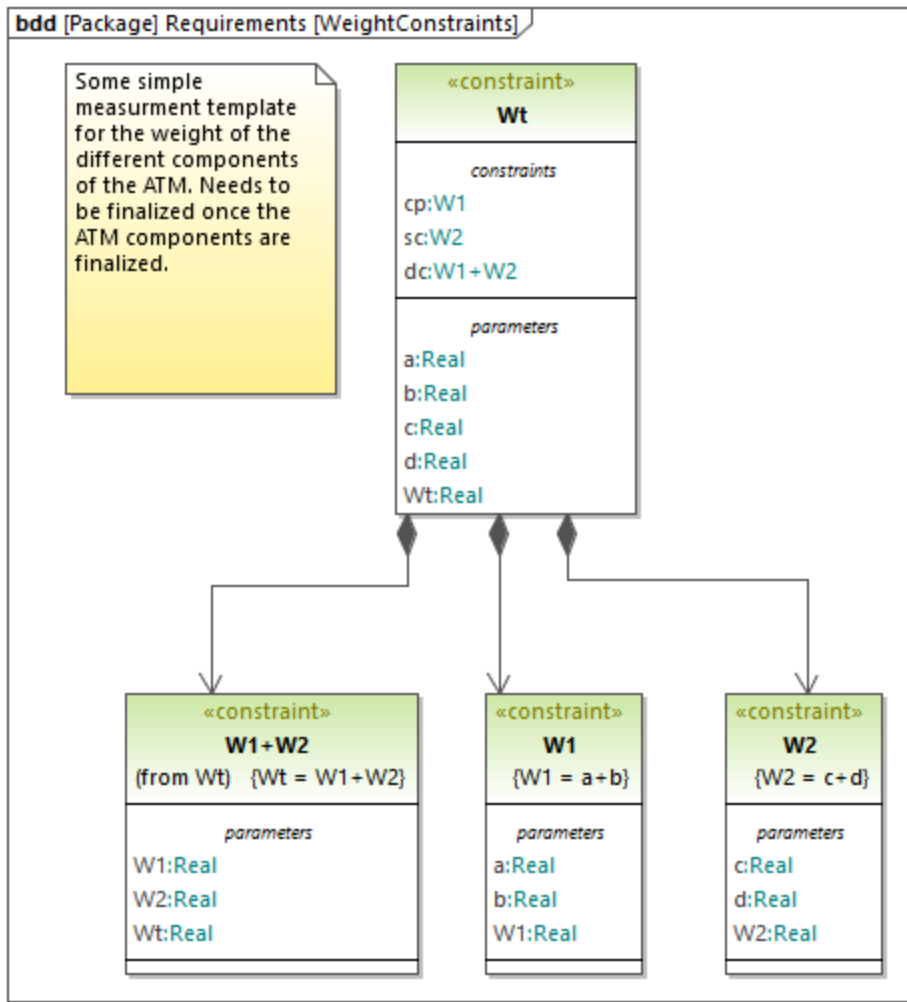 bdd [Package] Requirements [WeightConstraints]
Some simple
measurment template
for the weight of the
different components
of the ATM. Needs to
be finalized once the
ATM components are
finalized.
«constraint»
Wt
constraints
cp:W1
sc:W2
dc:W1+W2
parameters
a:Real
b:Real
c:Real
d:Real
Wt:Real
«constraint»
W1+W2
(from Wt) {Wt = W1+W2}
parameters
W1:Real
W2:Real
Wt:Real
«constraint»
W1
{W1 = a+b}
parameters
a:Real
b:Real
W1:Real
«constraint»
W2
{W2 = c+d}
parameters
c:Real
d:Real
W2:Real